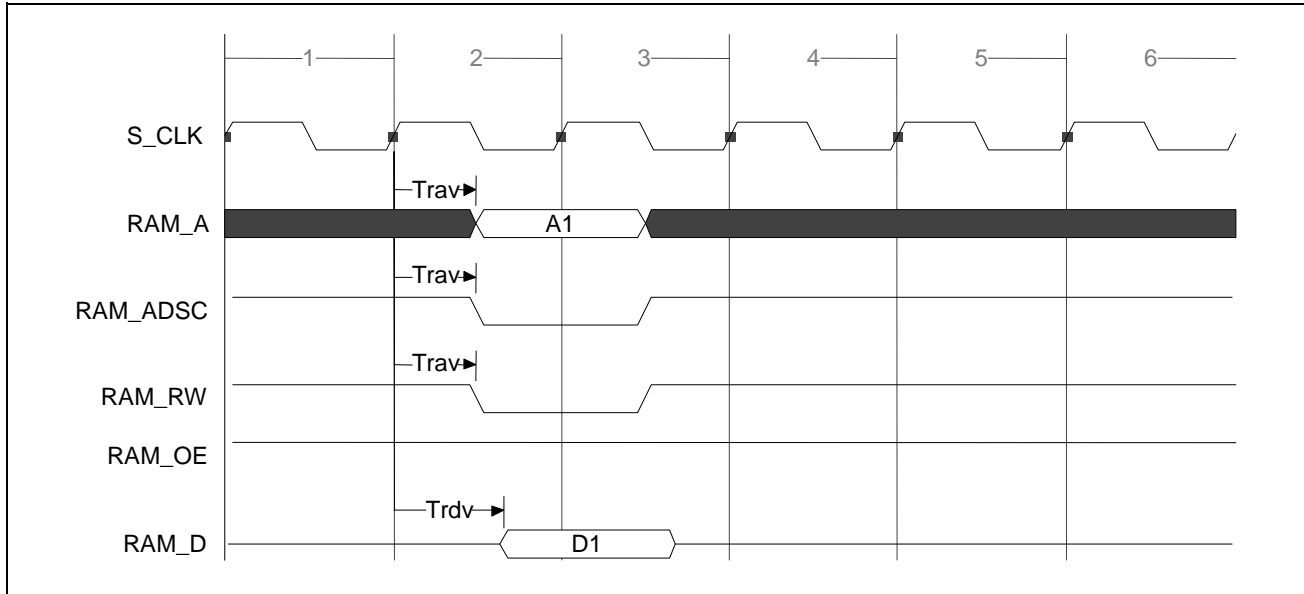 1 2 3 4 5 6
S_CLK
Trav
RAM_A A1
Trav
RAM_ADSC
Trav
RAM_RW
RAM_OE
Trdv
RAM_D D1